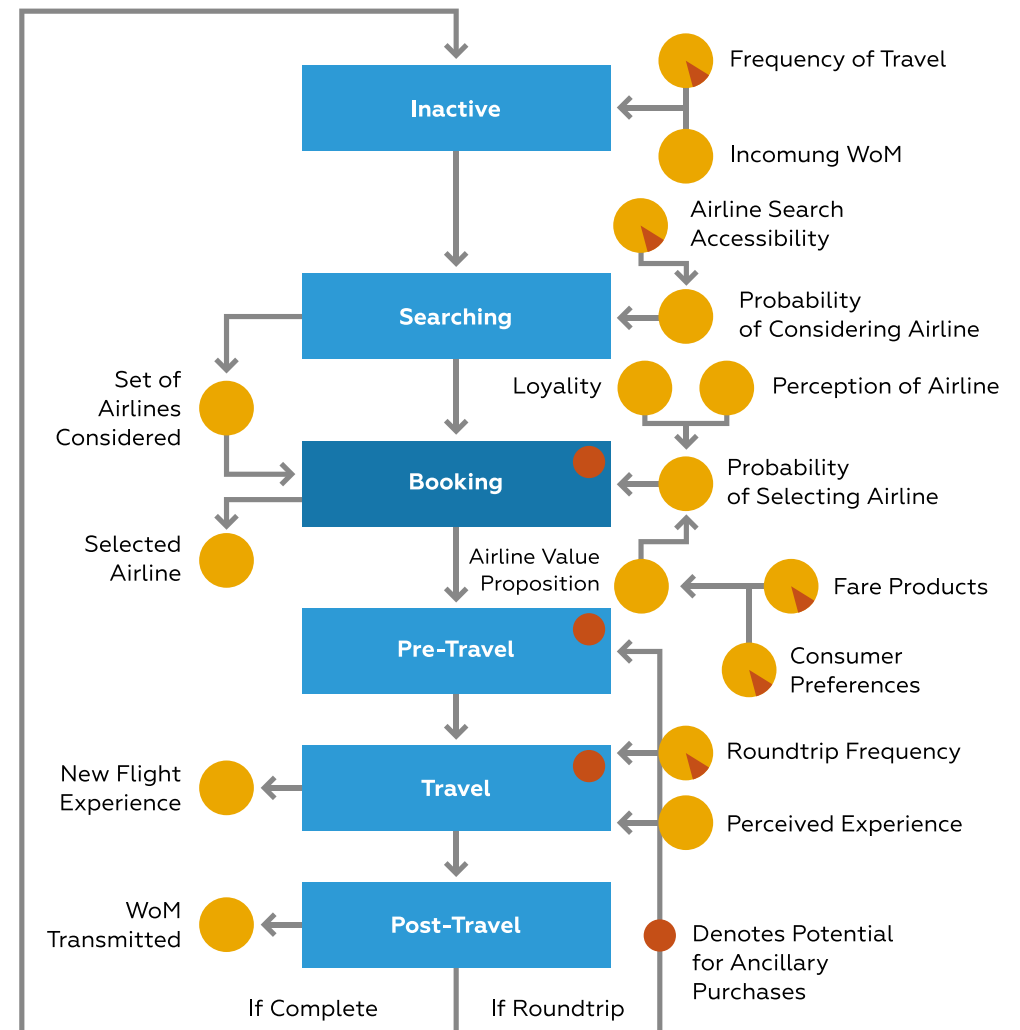 Frequency of Travel
Inactive
Incomung WoM
Airline Search
Accessibility
Probability
of Considering Airline
Searching
Set of
Airlines
Considered
Loyality
Perception of Airline
Booking
Probability
of Selecting Airline
Selected
Airline
Airline Value
Proposition
Fare Products
Pre-Travel
Consumer
Preferences
Roundtrip Frequency
New Flight
Experience
Travel
Perceived Experience
WoM
Transmitted
Post-Travel
Denotes Potential
for Ancillary
Purchases
If Complete
If Roundtrip